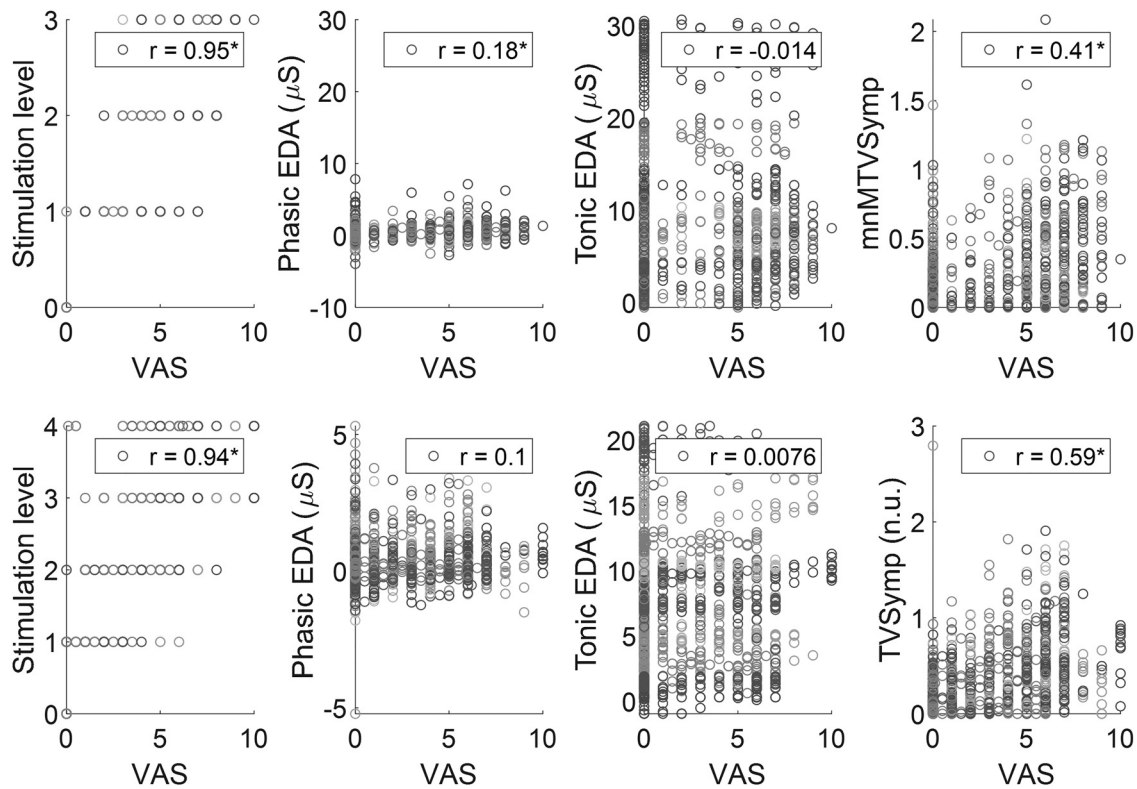 3
2
1
0
Stimulation level
r = 0.95*
0 5 10
VAS
30
20
10
0
-10
Phasic EDA (μS)
r = 0.18*
0 5 10
VAS
30
20
10
0
Tonic EDA (μS)
r = -0.014
0 5 10
VAS
2
1.5
1
0.5
0
mnMTVSymp
r = 0.41*
0 5 10
VAS
4
3
2
1
0
Stimulation level
r = 0.94*
0 5 10
VAS
5
0
-5
Phasic EDA (μS)
r = 0.1
0 5 10
VAS
20
15
10
5
0
Tonic EDA (μS)
r = 0.0076
0 5 10
VAS
3
2
1
0
TVSymp (n.u.)
r = 0.59*
0 5 10
VAS